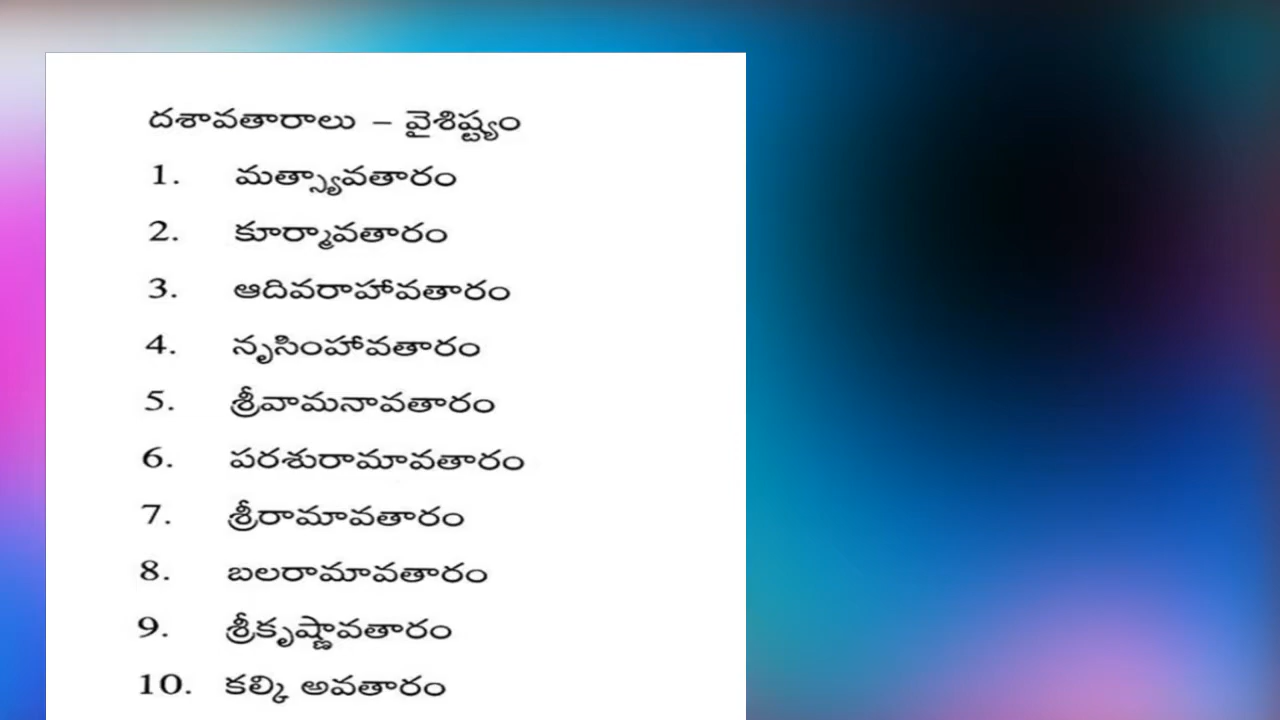 దశావతారాలు – వైశిష్ట్యం
1. మత్స్యావతారం
2. కూర్మావతారం
3. ఆదివరాహావతారం
4. నృసింహావతారం
5. శ్రీవామనావతారం
6. పరశురామావతారం
7. శ్రీరామావతారం
8. బలరామావతారం
9. శ్రీకృష్ణావతారం
10. కల్కి అవతారం